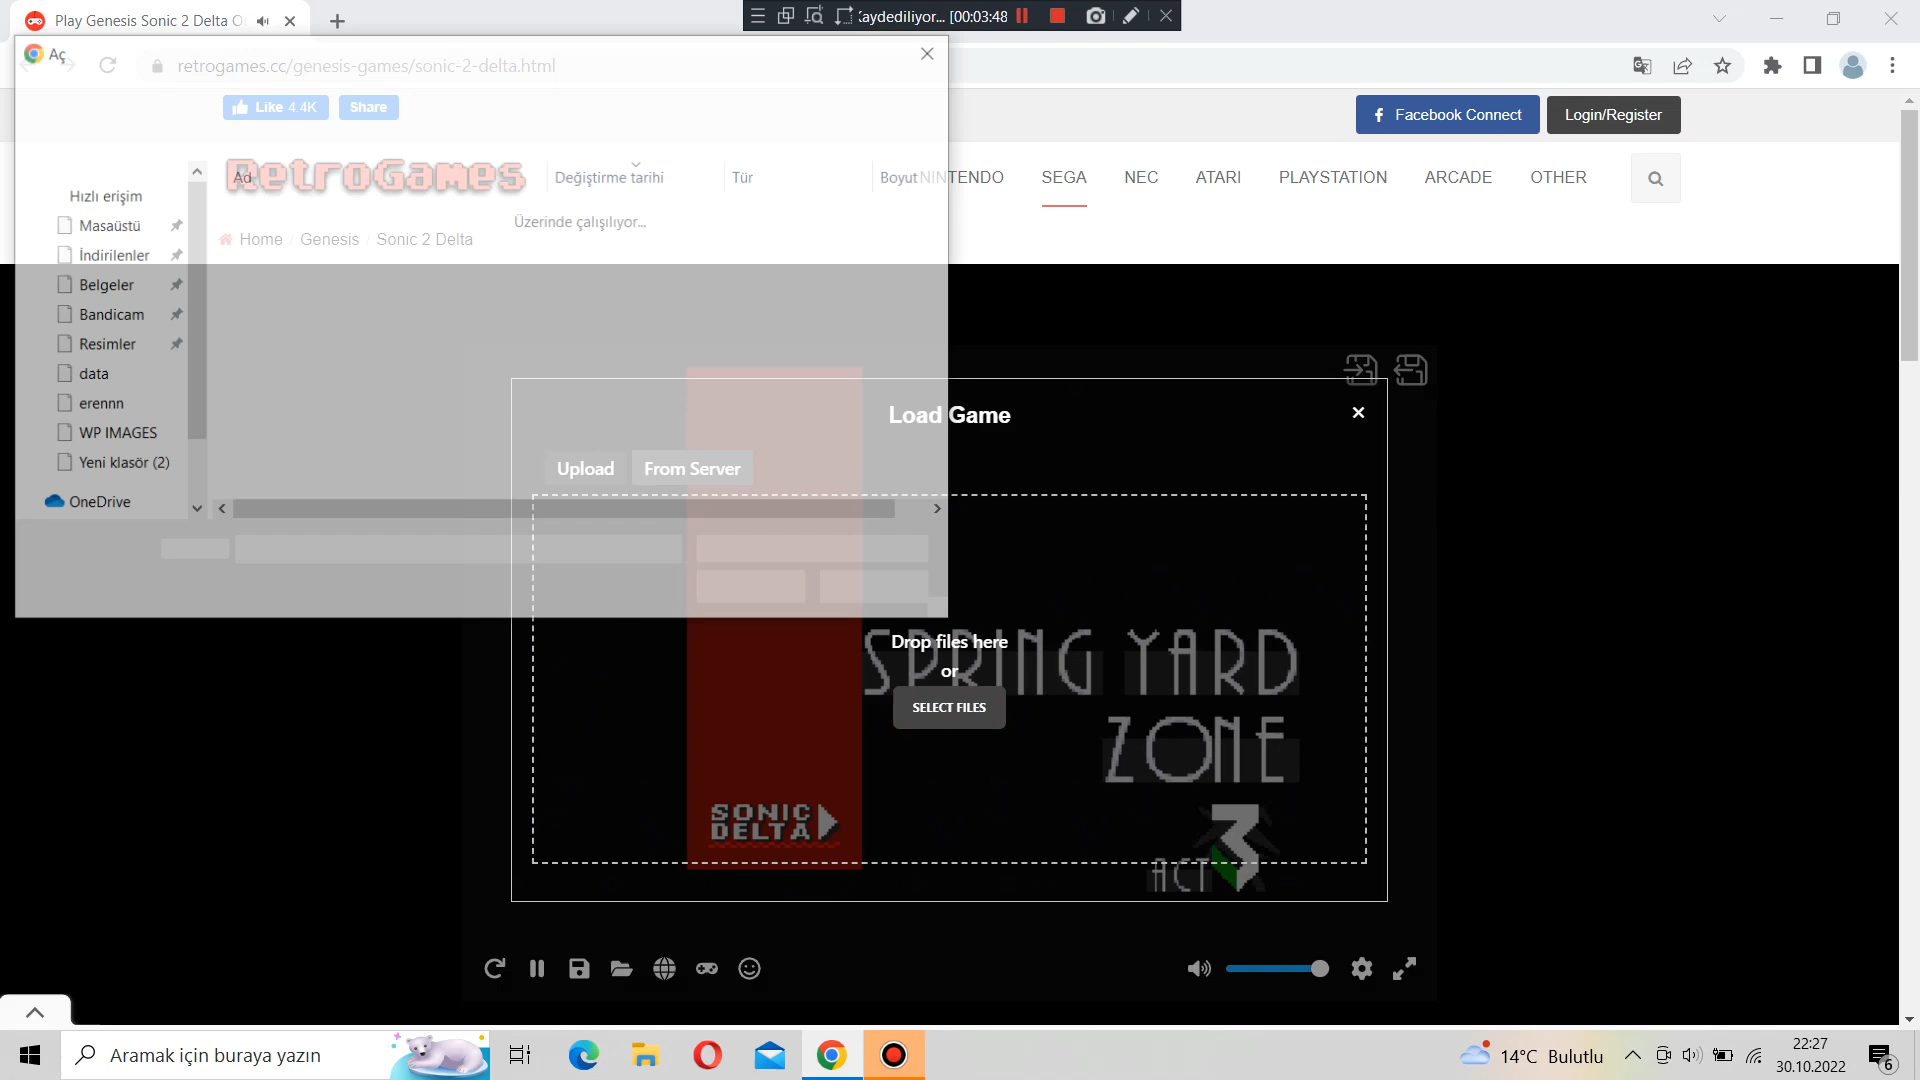 Play Genesis Sonic 2 Delta O
Kaydediliyor... [00:03:48
Aç
retrogames.cc/genesis-games/sonic-2-delta.html
Like 4.4K
Share
Facebook Connect
Login/Register
RetroGames
Ad
Değiştirme tarihi
Tür
Boyut
NINTENDO
SEGA
NEC
ATARI
PLAYSTATION
ARCADE
OTHER
Üzerinde çalışılıyor...
Home / Genesis / Sonic 2 Delta
Hızlı erişim
Masaüstü
İndirilenler
Belgeler
Bandicam
Resimler
data
erennn
WP IMAGES
Yeni klasör (2)
OneDrive
Load Game
Upload
From Server
Drop files here
or
SELECT FILES
SPRING YARD
ZONE
ACT 3
SONIC
DELTA
Aramak için buraya yazın
14°C Bulutlu
22:27
30.10.2022
6